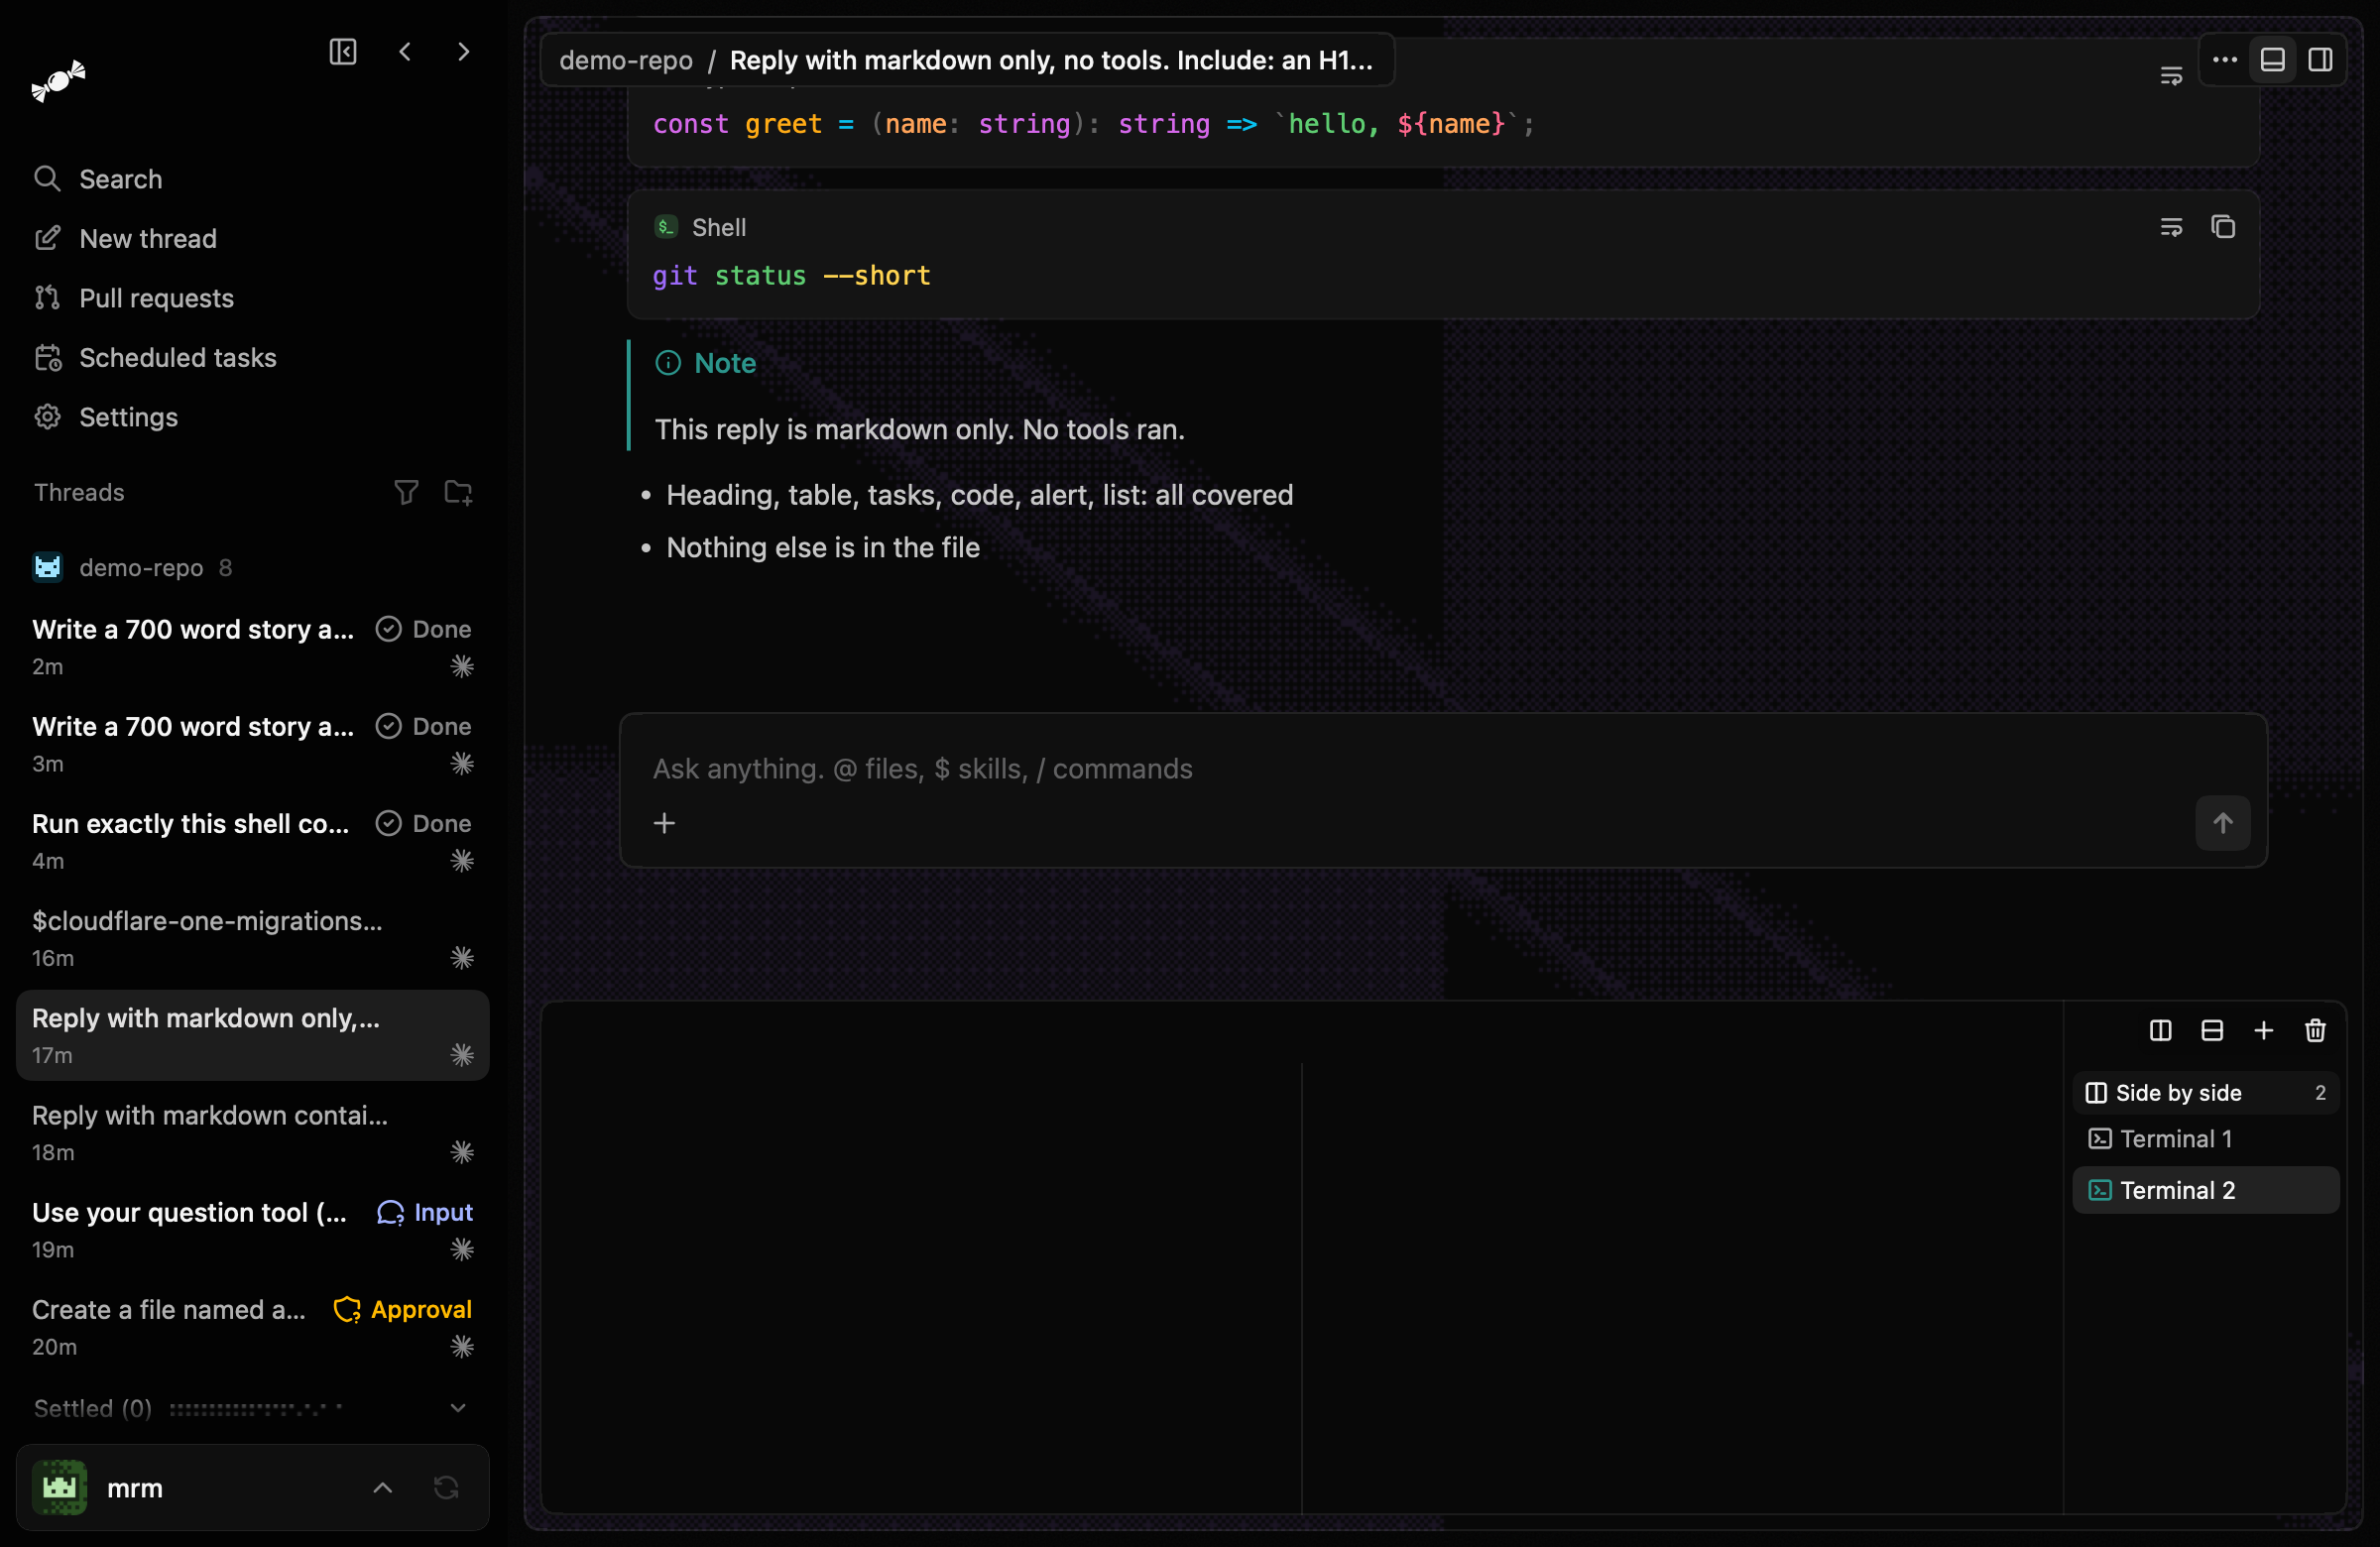 Search
New thread
Pull requests
Scheduled tasks
Settings
Threads
demo-repo 8
Write a 700 word story a... Done
2m
Write a 700 word story a... Done
3m
Run exactly this shell co... Done
4m
$cloudflare-one-migrations...
16m
Reply with markdown only,...
17m
Reply with markdown contai...
18m
Use your question tool (... Input
19m
Create a file named a... Approval
20m
Settled (0)
mrm
demo-repo / Reply with markdown only, no tools. Include: an H1...
const greet = (name: string): string => `hello, ${name}`;
$_ Shell
git status --short
Note
This reply is markdown only. No tools ran.
• Heading, table, tasks, code, alert, list: all covered
• Nothing else is in the file
Ask anything. @ files, $ skills, / commands
Side by side 2
Terminal 1
Terminal 2